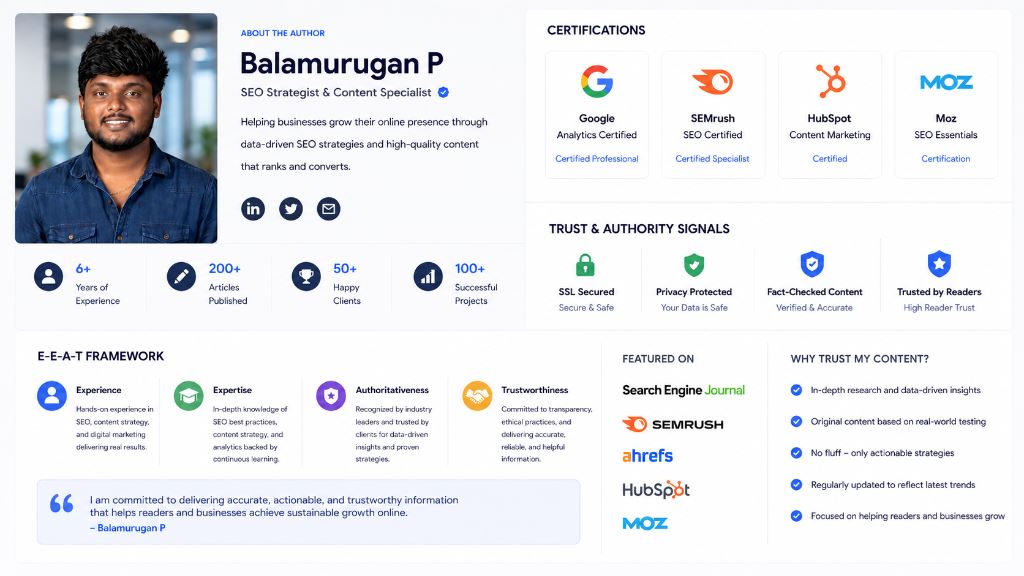 ABOUT THE AUTHOR
Balamurugan P
SEO Strategist & Content Specialist
Helping businesses grow their online presence through
data-driven SEO strategies and high-quality content
that ranks and converts.
in
6+
Years of
Experience
200+
Articles
Published
50+
Happy
Clients
100+
Successful
Projects
CERTIFICATIONS
G
Google
Analytics Certified
Certified Professional
SEMrush
SEO Certified
Certified Specialist
HubSpot
Content Marketing
Certified
MOZ
Moz
SEO Essentials
Certification
TRUST & AUTHORITY SIGNALS
SSL Secured
Secure & Safe
Privacy Protected
Your Data is Safe
Fact-Checked Content
Verified & Accurate
Trusted by Readers
High Reader Trust
E-E-A-T FRAMEWORK
Experience
Hands-on experience in
SEO, content strategy,
and digital marketing
delivering real results.
Expertise
In-depth knowledge of
SEO best practices,
content strategy, and
analytics backed by
continuous learning.
Authoritativeness
Recognized by industry
leaders and trusted by
clients for data-driven
insights and proven
strategies.
Trustworthiness
Committed to transparency,
ethical practices, and
delivering accurate,
reliable, and helpful
information.
I am committed to delivering accurate, actionable, and trustworthy information
that helps readers and businesses achieve sustainable growth online.
– Balamurugan P
FEATURED ON
Search Engine Journal
SEMRUSH
ahrefs
HubSpot
MOZ
WHY TRUST MY CONTENT?
In-depth research and data-driven insights
Original content based on real-world testing
No fluff – only actionable strategies
Regularly updated to reflect latest trends
Focused on helping readers and businesses grow